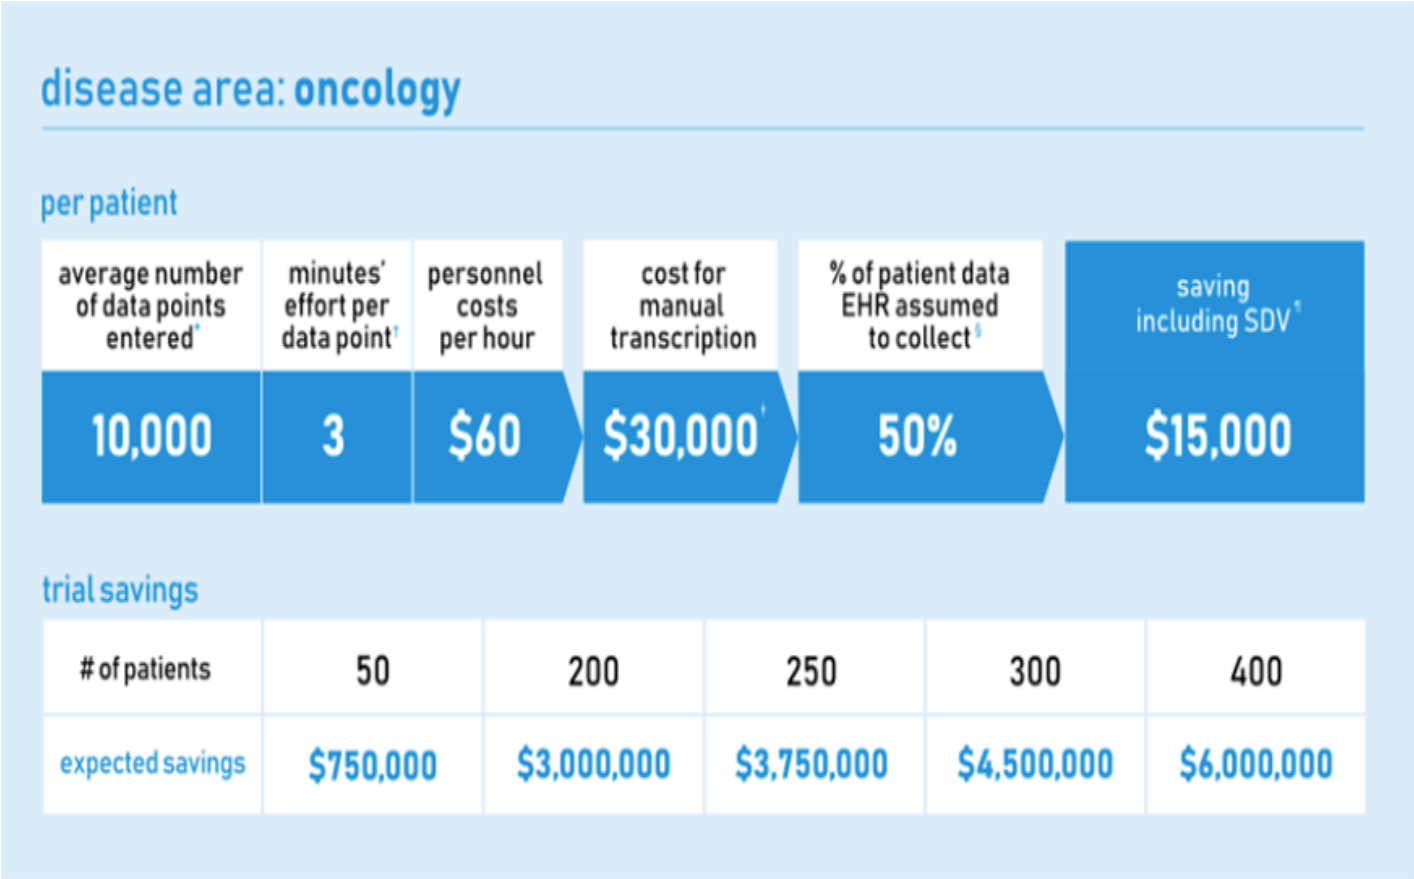 disease area: oncology
per patient
average number
of data points
entered*
minutes’
effort per
data point†
personnel
costs
per hour
cost for
manual
transcription
% of patient data
EHR assumed
to collect§
saving
including SDV¶
10,000
3
$60
$30,000‡
50%
$15,000
trial savings
# of patients
50
200
250
300
400
expected savings
$750,000
$3,000,000
$3,750,000
$4,500,000
$6,000,000